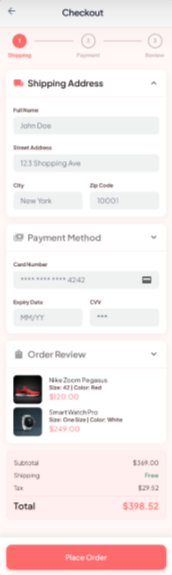 Checkout
1 2 3
Shipping Payment Review
Shipping Address
Full Name
John Doe
Street Address
123 Shopping Ave
City Zip Code
New York 10001
Payment Method
Card Number
**** **** **** 4242
Expiry Date CVV
MM/YY ***
Order Review
Nike Zoom Pegasus
Size: 42 | Color: Red
$120.00
SmartWatch Pro
Size: One Size | Color: White
$249.00
Subtotal $369.00
Shipping Free
Tax $29.52
Total $398.52
Place Order